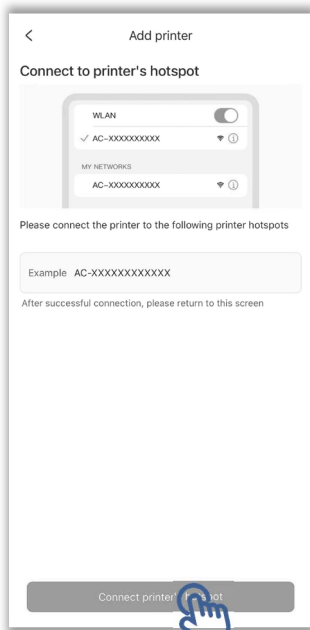 Add printer
Connect to printer's hotspot
WLAN
AC-XXXXXXXXXX
MY NETWORKS
AC-XXXXXXXXXX
Please connect the printer to the following printer hotspots
Example AC-XXXXXXXXXXXX
After successful connection, please return to this screen
Connect printer's hotspot